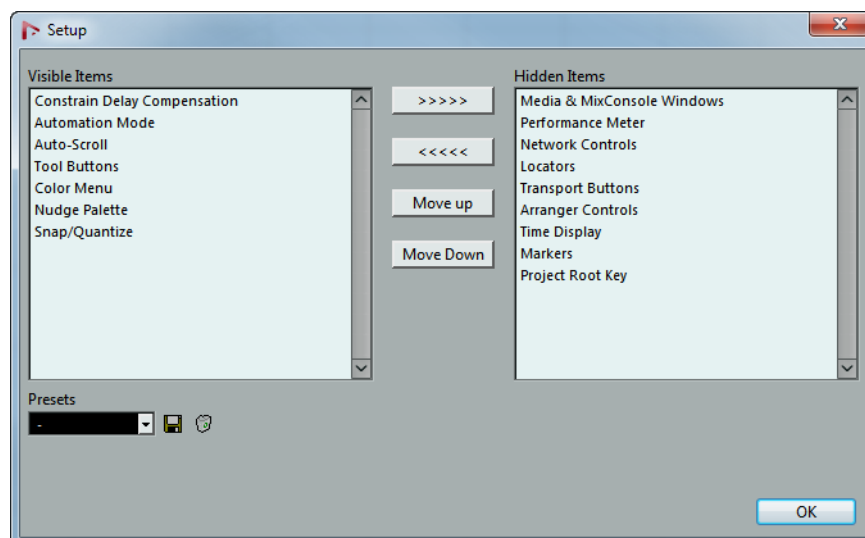 Setup
Visible Items
Constrain Delay Compensation
Automation Mode
Auto-Scroll
Tool Buttons
Color Menu
Nudge Palette
Snap/Quantize
>>>>>
<<<<<
Move up
Move Down
Hidden Items
Media & MixConsole Windows
Performance Meter
Network Controls
Locators
Transport Buttons
Arranger Controls
Time Display
Markers
Project Root Key
Presets
-
OK